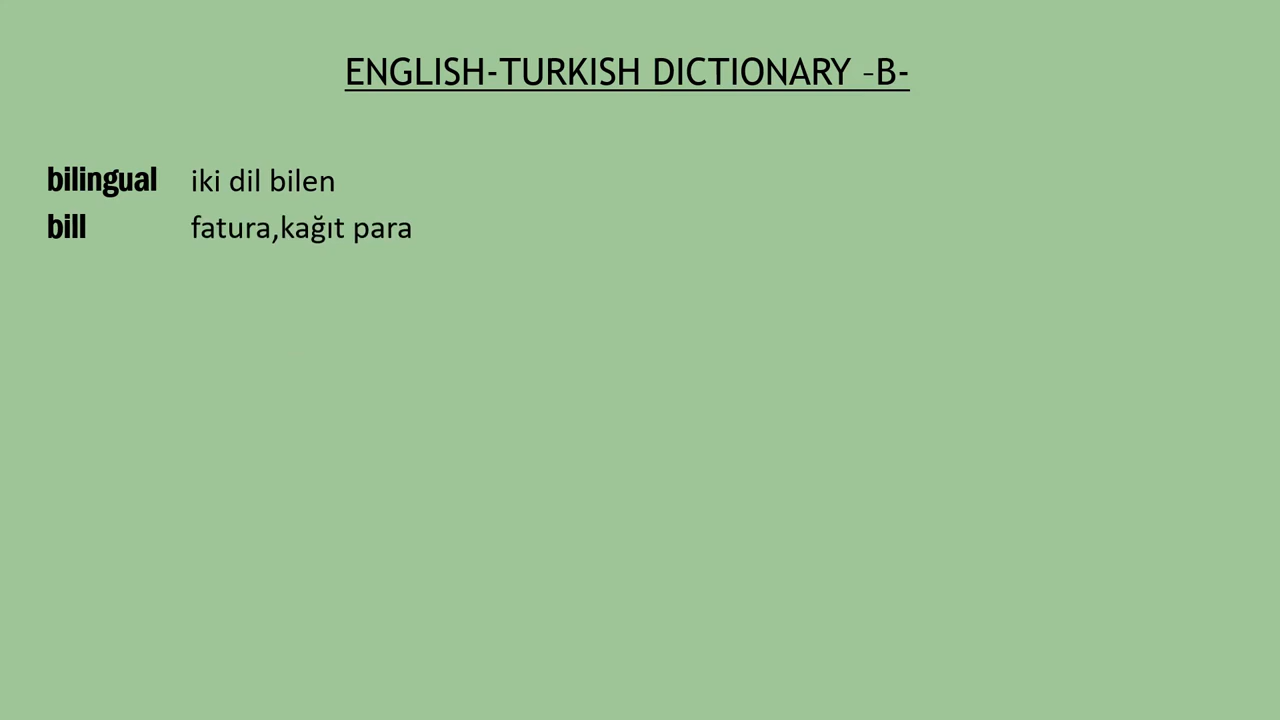 ENGLISH-TURKISH DICTIONARY –B-
bilingual iki dil bilen
bill fatura,kağıt para